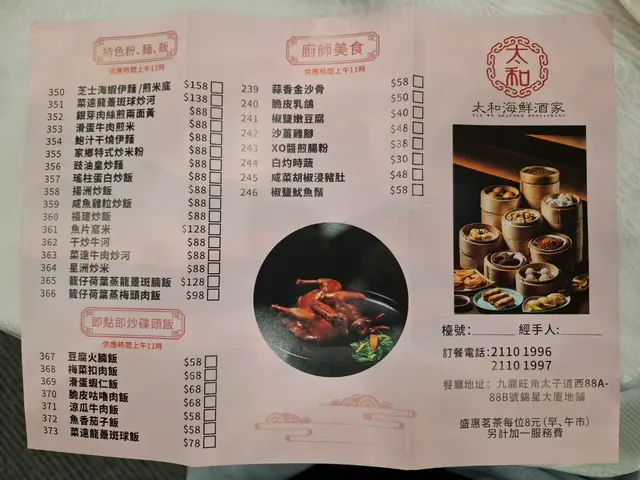 特色粉、麵、飯
供應時間上午11時
350 芝士海蝦伊麵/煎米底 $158
351 菜遠龍躉斑球炒河 $138
352 銀芽肉絲煎兩面黃 $88
353 滑蛋牛肉煎米 $88
354 鮑汁干燒伊麵 $88
355 家鄉特式炒米粉 $88
356 豉油皇炒麵 $88
357 瑤柱蛋白炒飯 $88
358 揚洲炒飯 $88
359 咸魚雞粒炒飯 $88
360 福建炒飯 $88
361 魚片窩米 $128
362 干炒牛河 $88
363 菜遠牛肉炒河 $88
364 星洲炒米 $88
365 籠仔荷葉蒸龍躉斑腩飯 $128
366 籠仔荷葉蒸梅頭肉飯 $98
即點即炒碟頭飯
供應時間上午11時
367 豆腐火腩飯 $58
368 梅菜扣肉飯 $58
369 滑蛋蝦仁飯 $68
370 脆皮咕嚕肉飯 $68
371 涼瓜牛肉飯 $58
372 魚香茄子飯 $58
373 菜遠龍躉斑球飯 $78
廚師美食
供應時間上午11時
239 蒜香金沙骨 $58
240 脆皮乳鴿 $50
241 椒鹽嫩豆腐 $40
242 沙薑雞腳 $48
243 XO醬煎腸粉 $38
244 白灼時蔬 $30
245 咸菜胡椒浸豬肚 $48
246 椒鹽魷魚鬚 $58
太和
太和海鮮酒家
TAI WO SEAFOOD RESTAURANT
檯號:______ 經手人:______
訂餐電話:2110 1996
2110 1997
餐廳地址: 九龍旺角太子道西88A-
88B號錦星大廈地舖
盛惠茗茶每位8元(早、午市)
另計加一服務費